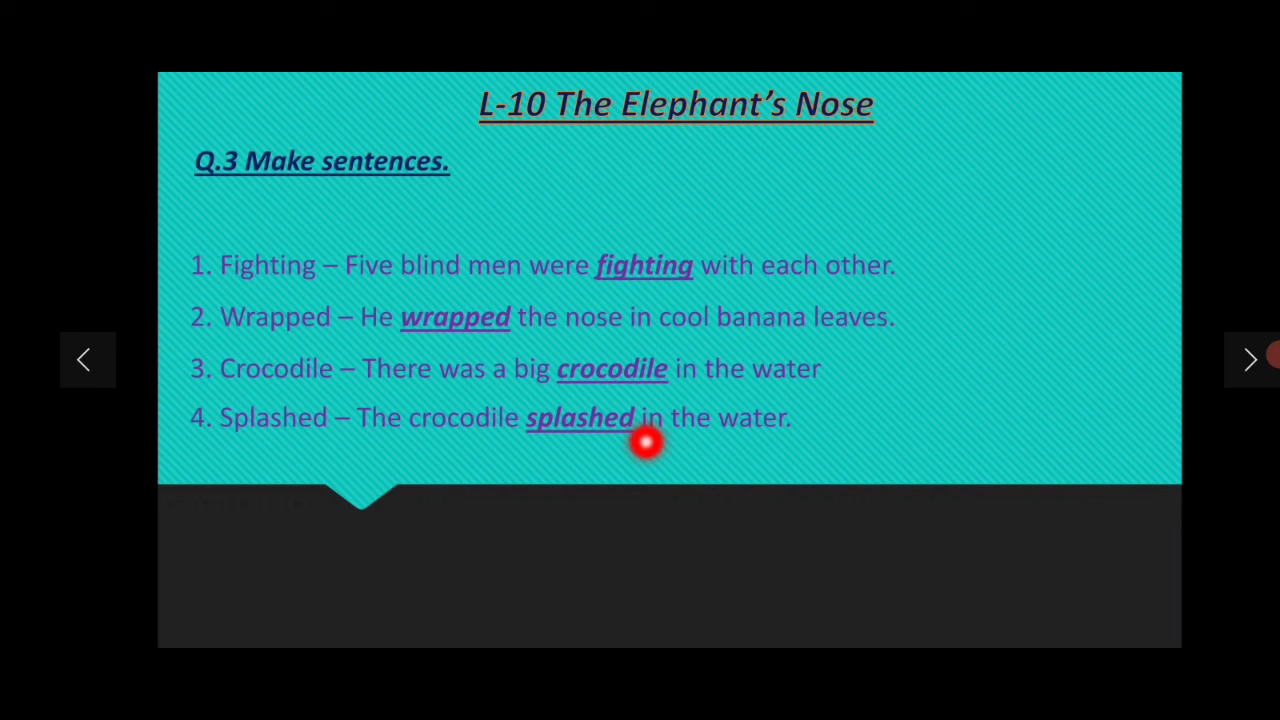 L-10 The Elephant's Nose
Q.3 Make sentences.
1. Fighting – Five blind men were fighting with each other.
2. Wrapped – He wrapped the nose in cool banana leaves.
3. Crocodile – There was a big crocodile in the water
4. Splashed – The crocodile splashed in the water.